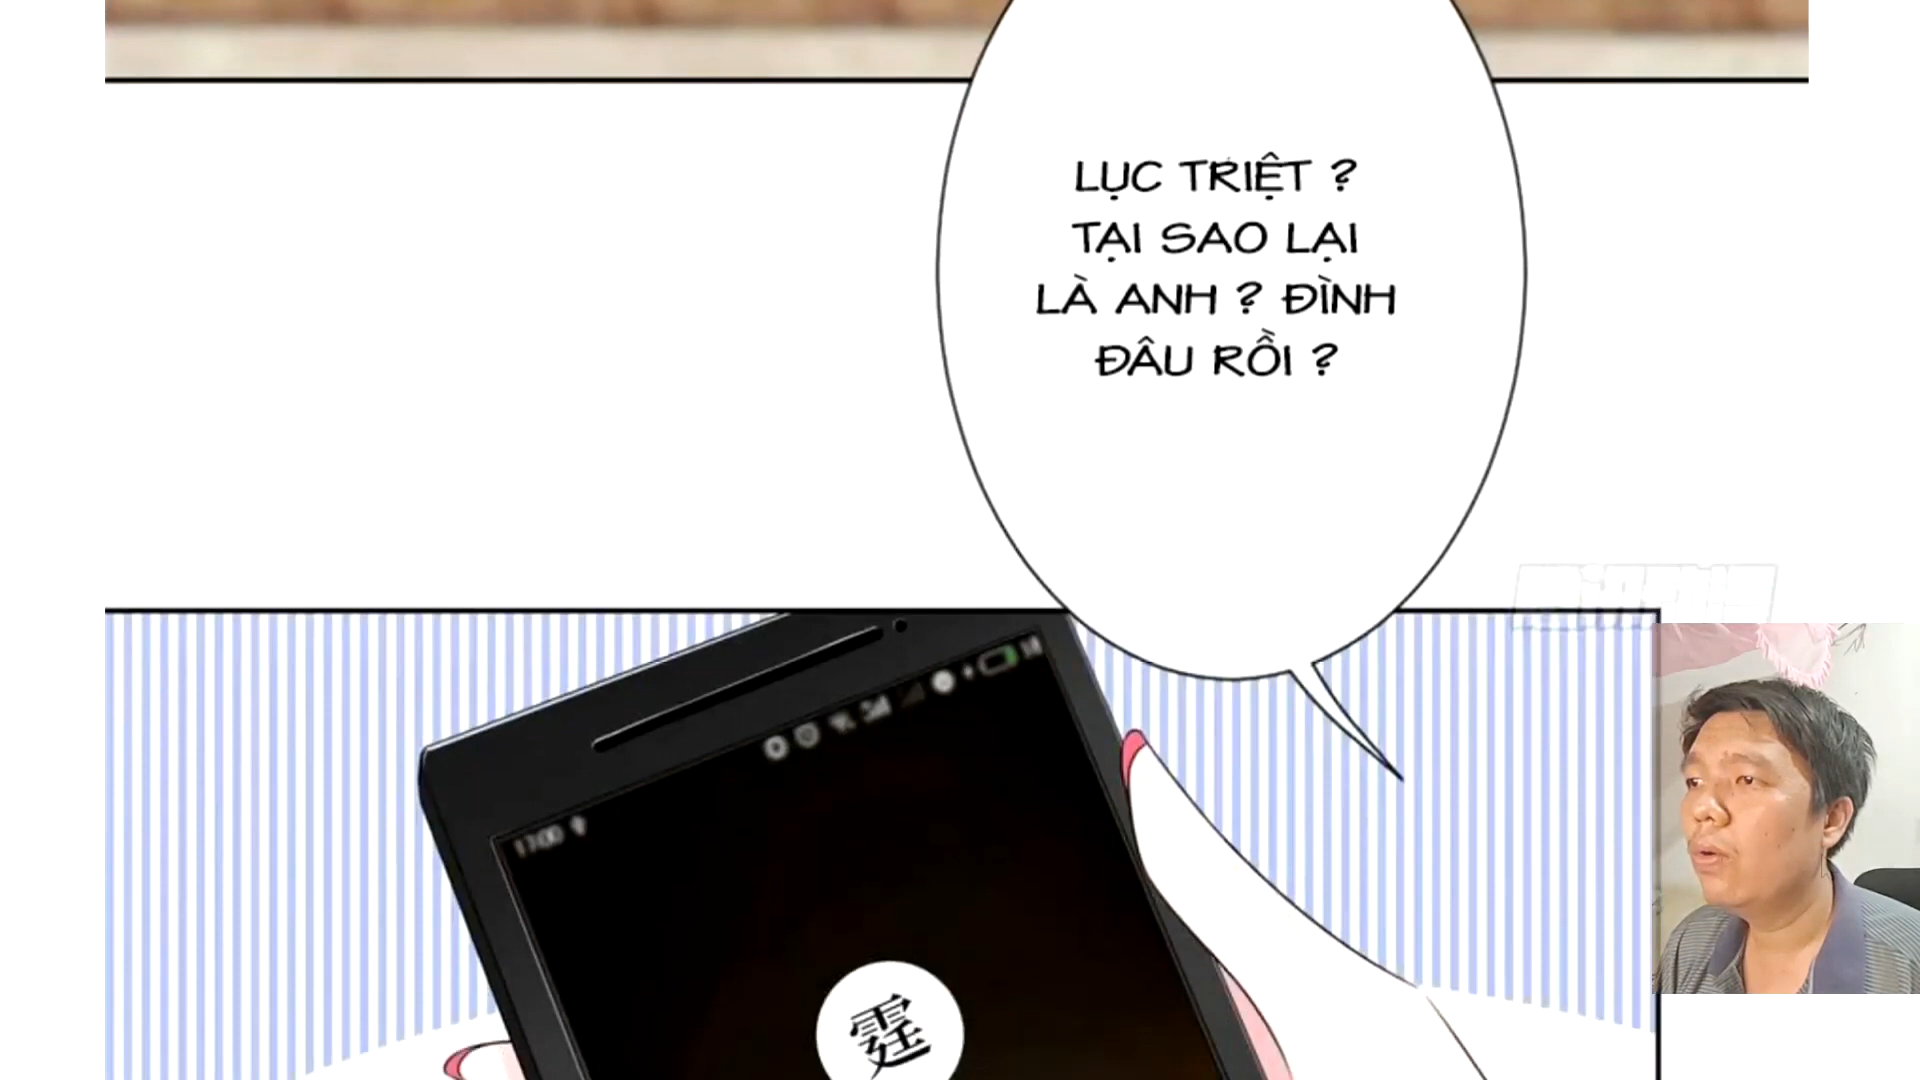 LỤC TRIỆT ?
TẠI SAO LẠI
LÀ ANH ? ĐÌNH
ĐÂU RỒI ?
霆